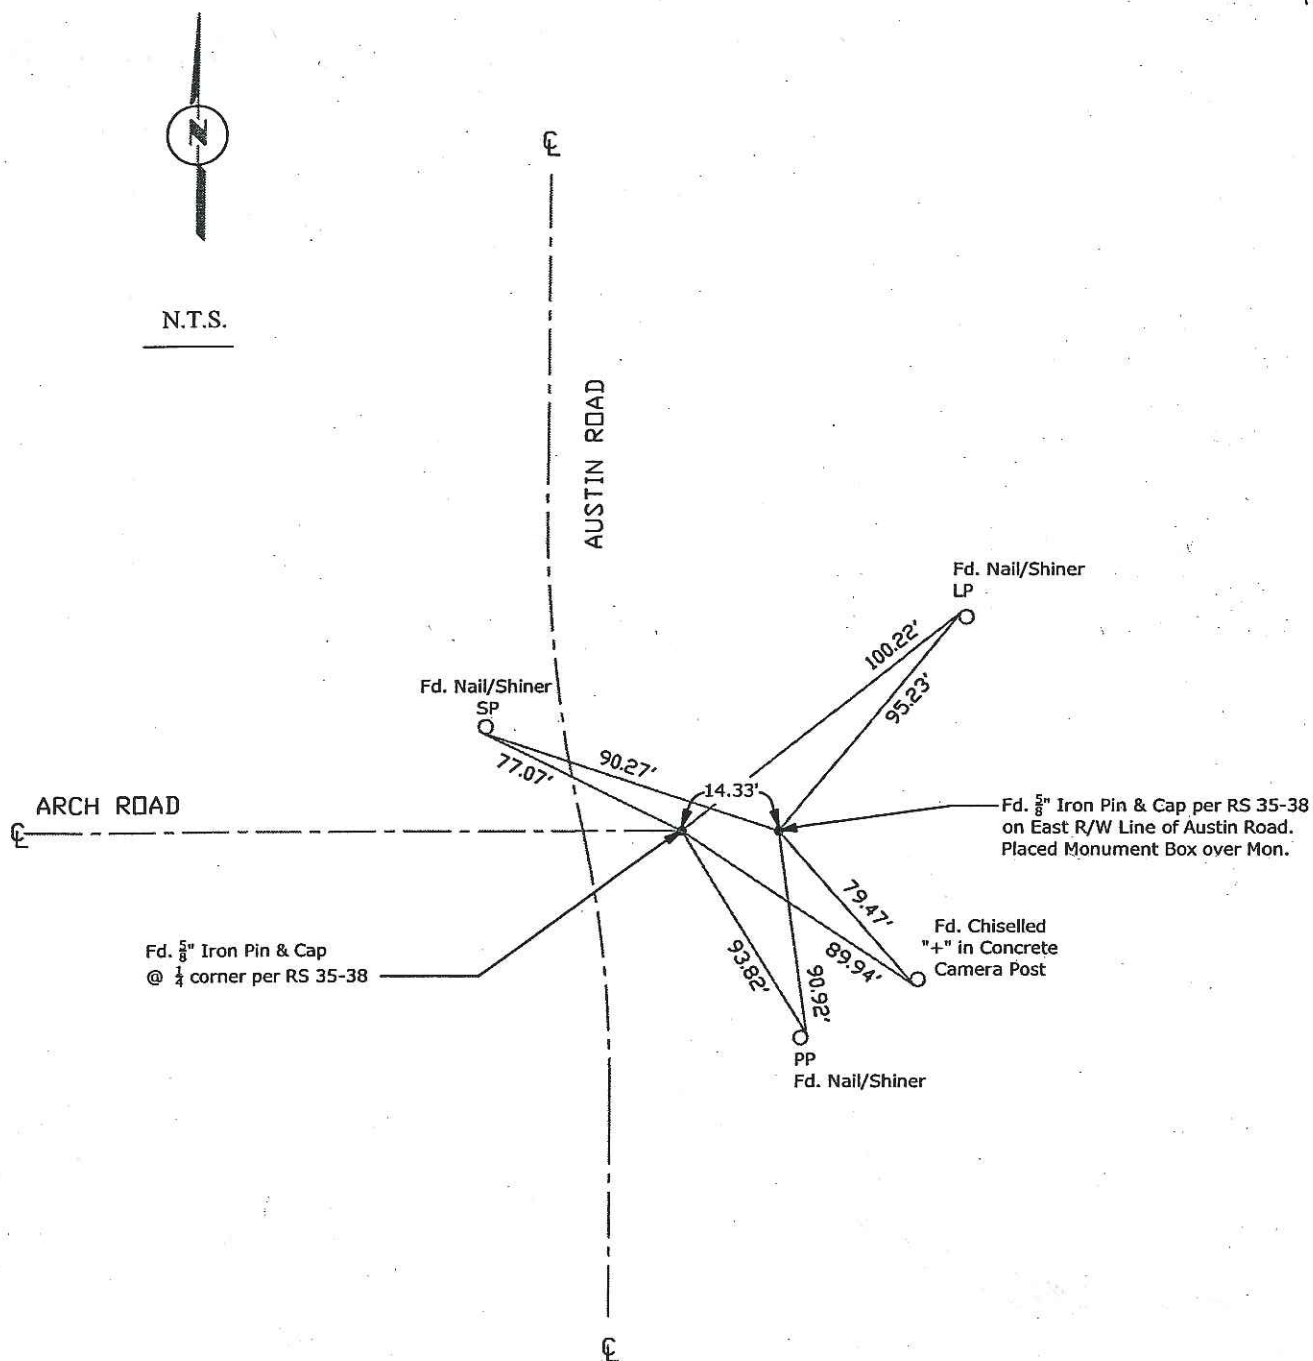 N
N.T.S.
℄
AUSTIN ROAD
Fd. Nail/Shiner
LP
100.22'
95.23'
Fd. Nail/Shiner
SP
77.07'
90.27'
14.33'
ARCH ROAD
℄
Fd. 5/8" Iron Pin & Cap per RS 35-38
on East R/W Line of Austin Road.
Placed Monument Box over Mon.
79.47'
89.94'
Fd. Chiselled
"+" in Concrete
Camera Post
Fd. 5/8" Iron Pin & Cap
@ 1/4 corner per RS 35-38
93.82'
90.92'
PP
Fd. Nail/Shiner
℄